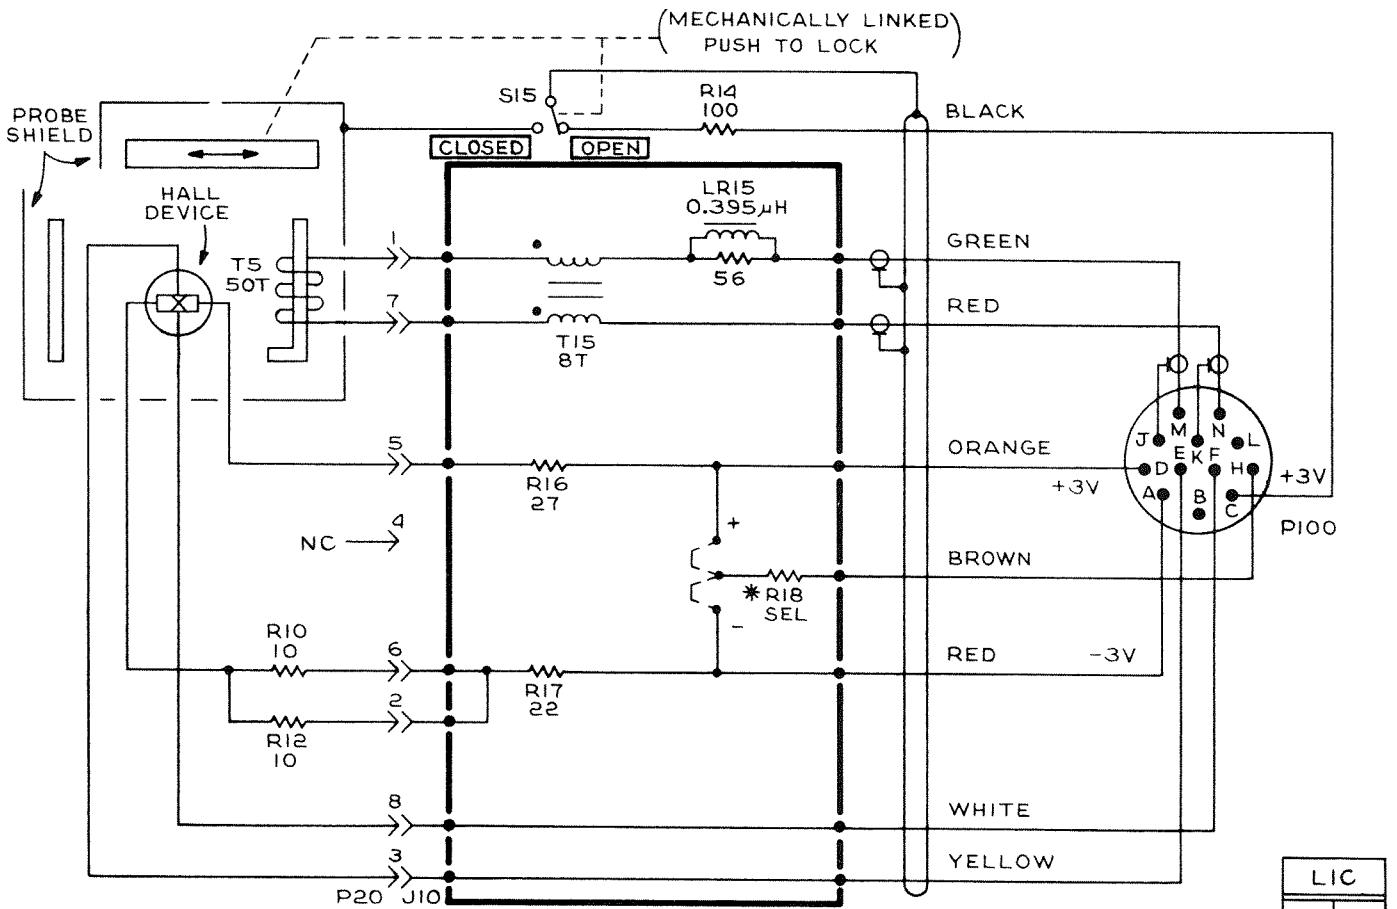 (MECHANICALLY LINKED)
PUSH TO LOCK
S15
R14
100
BLACK
PROBE
SHIELD
CLOSED
OPEN
HALL
DEVICE
LR15
0.395µH
1
GREEN
T5
50T
56
7
RED
T15
8T
M
N
J
L
5
ORANGE
E
K
F
D
H
+3V
+3V
R16
27
A
B
C
4
+
NC
P100
BROWN
* R18
SEL
-
R10
10
6
RED
-3V
R17
22
2
R12
10
8
WHITE
3
YELLOW
P20
J10
LIC